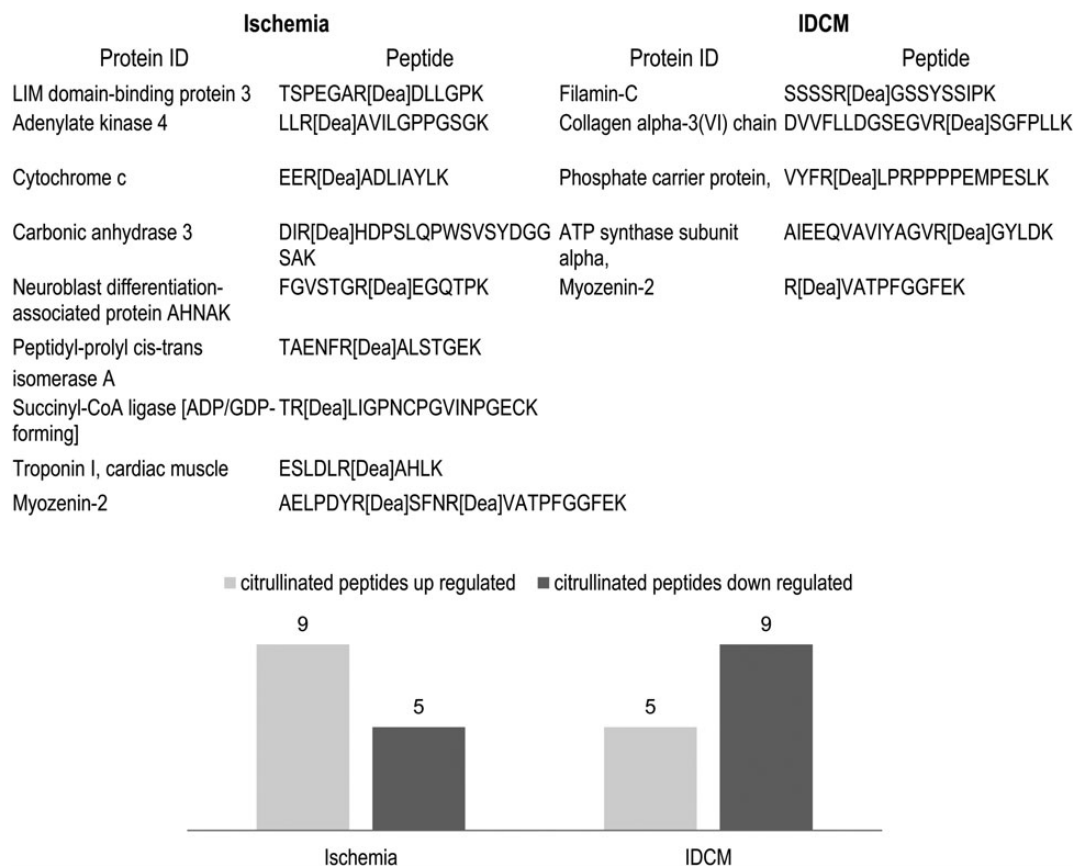 Ischemia IDCM
Protein ID Peptide Protein ID Peptide
LIM domain-binding protein 3 TSPEGAR[Dea]DLLGPK Filamin-C SSSSR[Dea]GSSYSSIPK
Adenylate kinase 4 LLR[Dea]AVILGPPGSGK Collagen alpha-3(VI) chain DVVFLLDGSEGVR[Dea]SGFPLLK
Cytochrome c EER[Dea]ADLIAYLK Phosphate carrier protein, VYFR[Dea]LPRPPPPEMPESLK
Carbonic anhydrase 3 DIR[Dea]HDPSLQPWSVSYDGG ATP synthase subunit AIEEQVAVIYAGVR[Dea]GYLDK
SAK alpha,
Neuroblast differentiation- FGVSTGR[Dea]EGQTPK Myozenin-2 R[Dea]VATPFGGFEK
associated protein AHNAK
Peptidyl-prolyl cis-trans TAENFR[Dea]ALSTGEK
isomerase A
Succinyl-CoA ligase [ADP/GDP- TR[Dea]LIGPNCPGVINPGECK
forming]
Troponin I, cardiac muscle ESLDLR[Dea]AHLK
Myozenin-2 AELPDYR[Dea]SFNR[Dea]VATPFGGFEK
citrullinated peptides up regulated citrullinated peptides down regulated
9 9
5 5
Ischemia IDCM